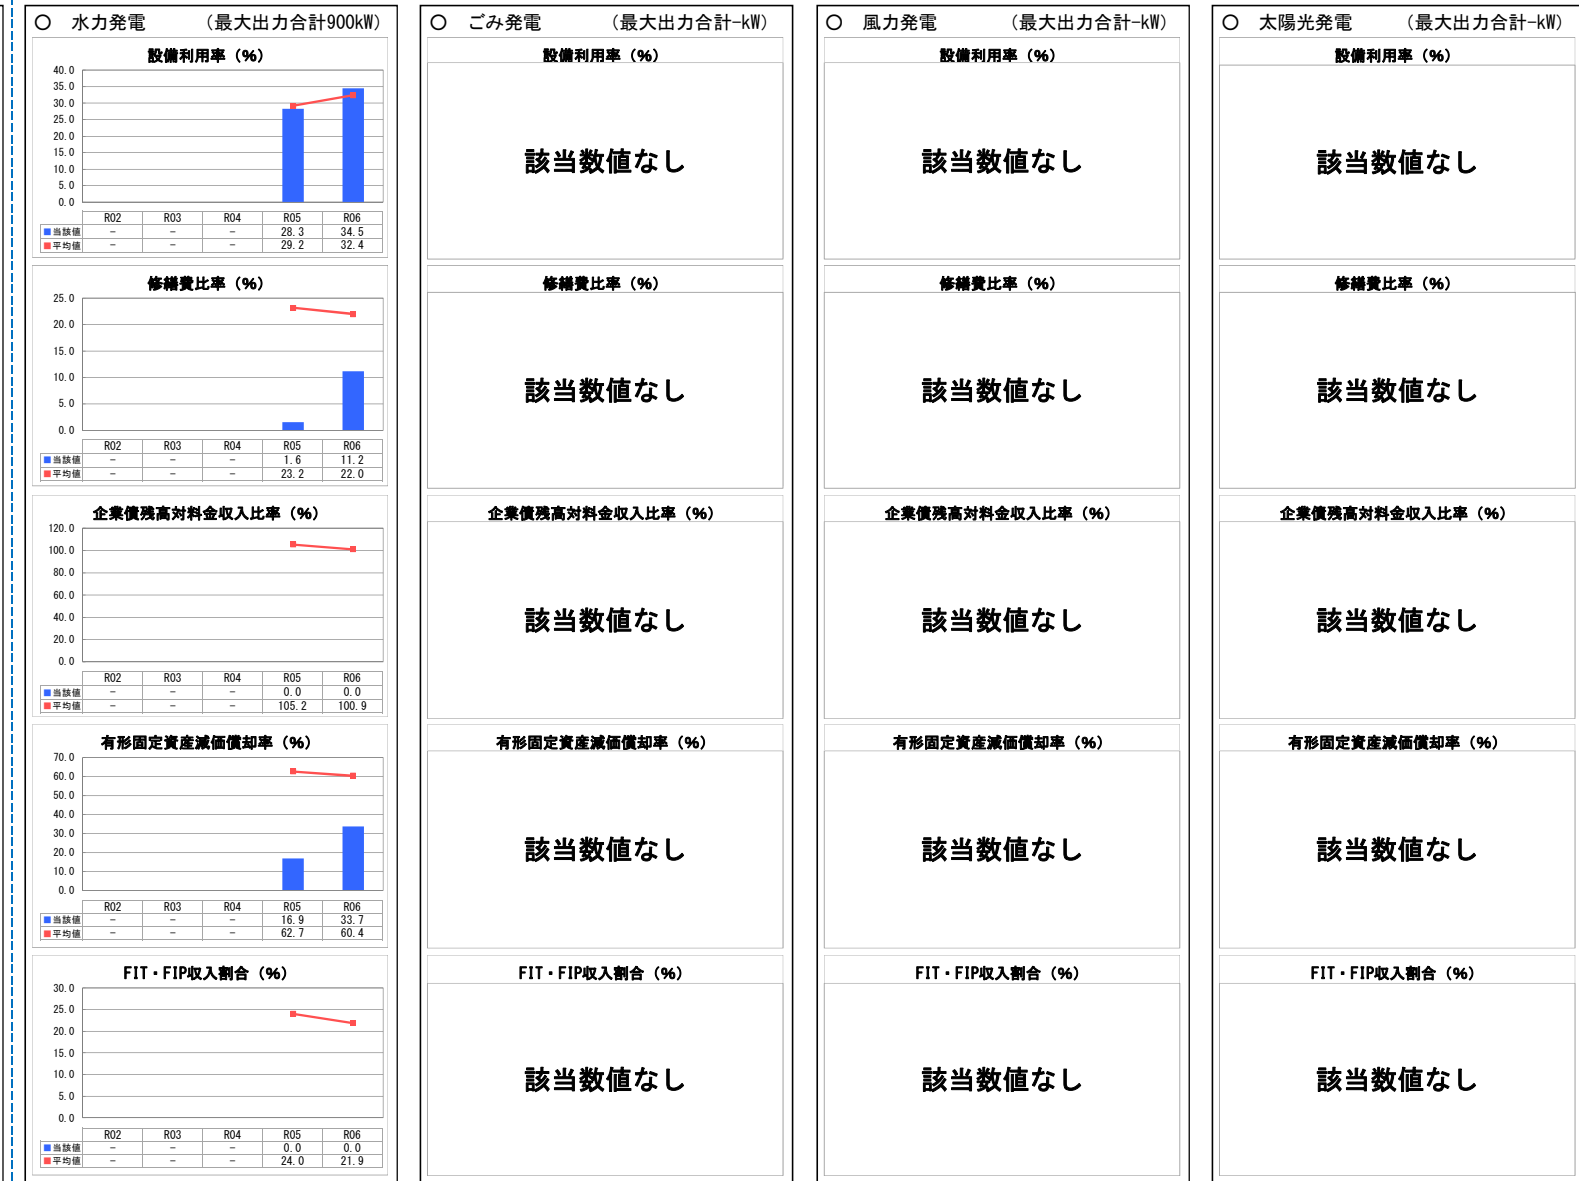 ○ 水力発電 （最大出力合計900kW）
設備利用率（%）
40.0
35.0
30.0
25.0
20.0
15.0
10.0
5.0
0.0
R02 R03 R04 R05 R06
■当該値 － － － 28.3 34.5
■平均値 － － － 29.2 32.4
修繕費比率（%）
25.0
20.0
15.0
10.0
5.0
0.0
R02 R03 R04 R05 R06
■当該値 － － － 1.6 11.2
■平均値 － － － 23.2 22.0
企業債残高対料金収入比率（%）
120.0
100.0
80.0
60.0
40.0
20.0
0.0
R02 R03 R04 R05 R06
■当該値 － － － 0.0 0.0
■平均値 － － － 105.2 100.9
有形固定資産減価償却率（%）
70.0
60.0
50.0
40.0
30.0
20.0
10.0
0.0
R02 R03 R04 R05 R06
■当該値 － － － 16.9 33.7
■平均値 － － － 62.7 60.4
FIT・FIP収入割合（%）
30.0
25.0
20.0
15.0
10.0
5.0
0.0
R02 R03 R04 R05 R06
■当該値 － － － 0.0 0.0
■平均値 － － － 24.0 21.9
○ ごみ発電 （最大出力合計-kW）
設備利用率（%）
該当数値なし
修繕費比率（%）
該当数値なし
企業債残高対料金収入比率（%）
該当数値なし
有形固定資産減価償却率（%）
該当数値なし
FIT・FIP収入割合（%）
該当数値なし
○ 風力発電 （最大出力合計-kW）
設備利用率（%）
該当数値なし
修繕費比率（%）
該当数値なし
企業債残高対料金収入比率（%）
該当数値なし
有形固定資産減価償却率（%）
該当数値なし
FIT・FIP収入割合（%）
該当数値なし
○ 太陽光発電 （最大出力合計-kW）
設備利用率（%）
該当数値なし
修繕費比率（%）
該当数値なし
企業債残高対料金収入比率（%）
該当数値なし
有形固定資産減価償却率（%）
該当数値なし
FIT・FIP収入割合（%）
該当数値なし